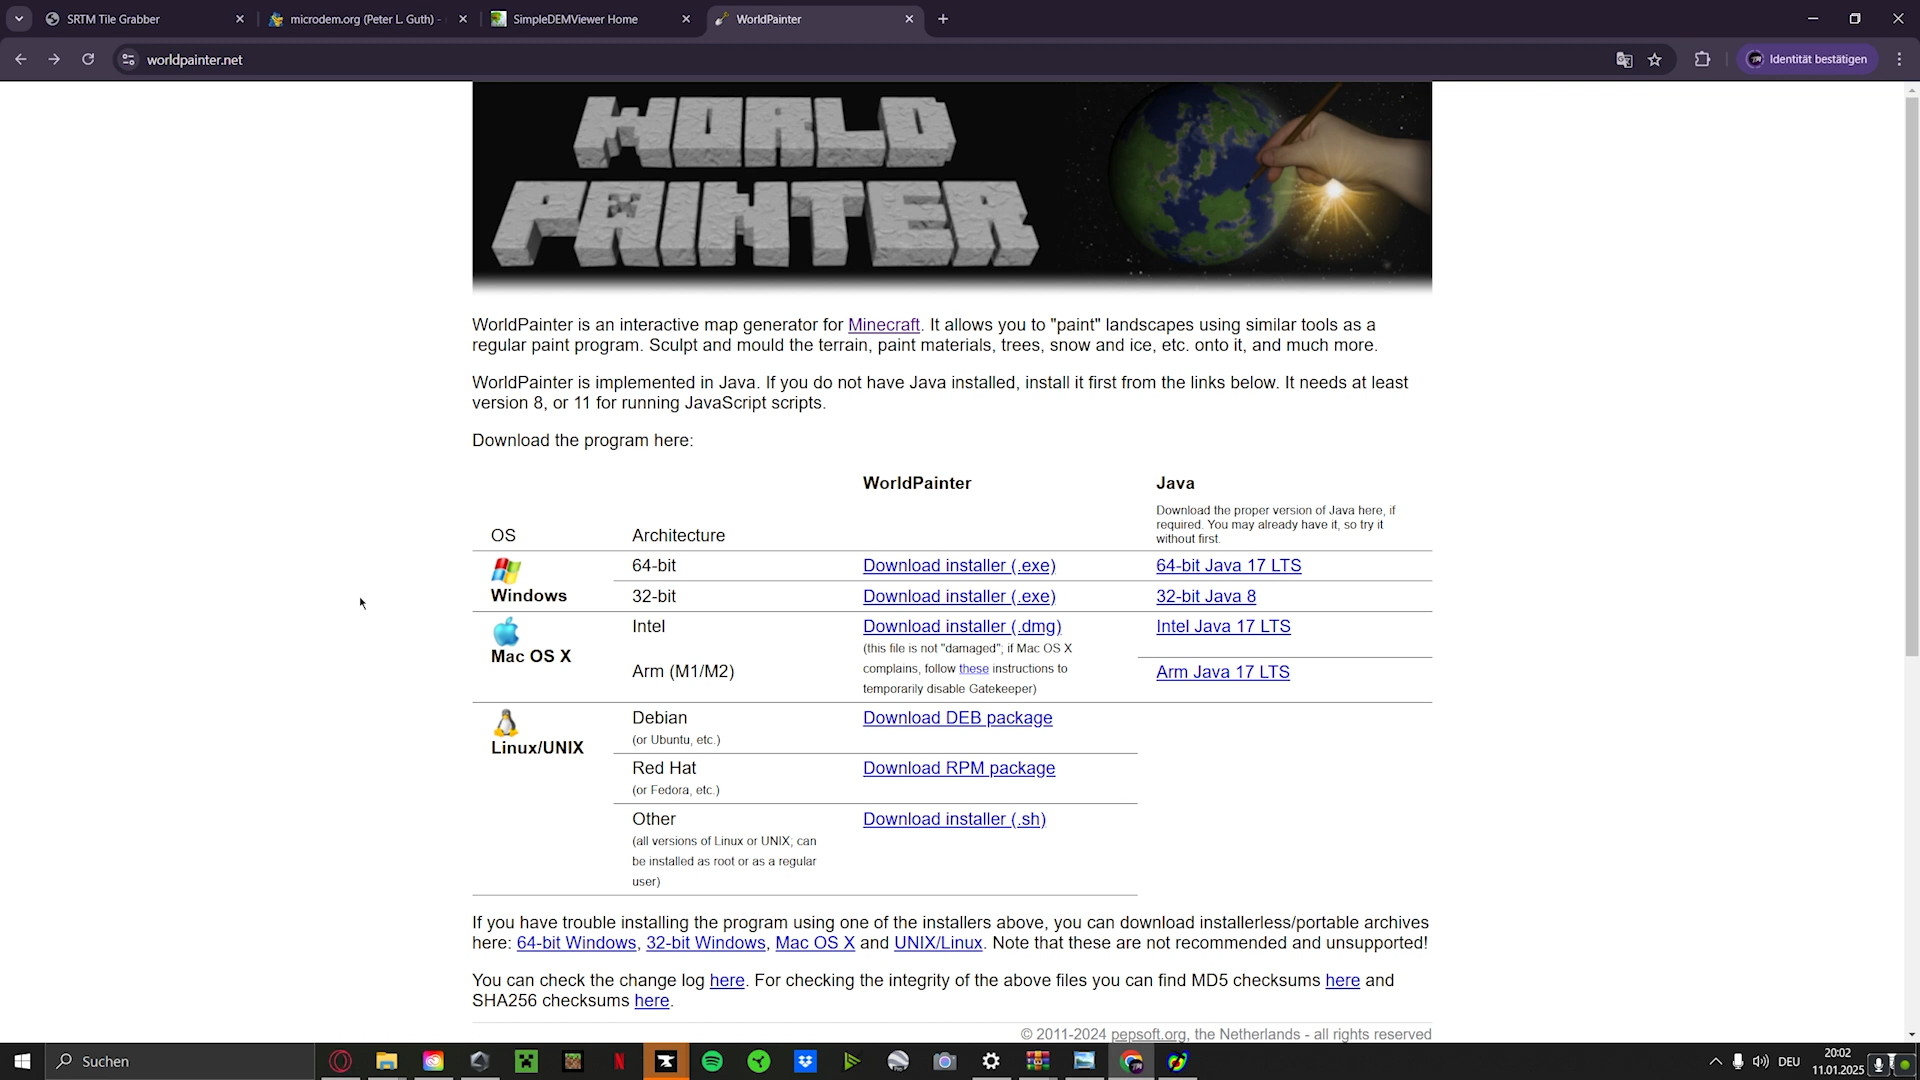 SRTM Tile Grabber
microdem.org (Peter L. Guth) -
SimpleDEMViewer Home
WorldPainter
worldpainter.net
Identität bestätigen
WORLD
PAINTER
WorldPainter is an interactive map generator for Minecraft. It allows you to "paint" landscapes using similar tools as a
regular paint program. Sculpt and mould the terrain, paint materials, trees, snow and ice, etc. onto it, and much more.
WorldPainter is implemented in Java. If you do not have Java installed, install it first from the links below. It needs at least
version 8, or 11 for running JavaScript scripts.
Download the program here:
WorldPainter
Java
Download the proper version of Java here, if
required. You may already have it, so try it
without first.
OS
Architecture
Windows
64-bit
Download installer (.exe)
64-bit Java 17 LTS
32-bit
Download installer (.exe)
32-bit Java 8
Mac OS X
Intel
Download installer (.dmg)
(this file is not "damaged"; if Mac OS X
complains, follow these instructions to
temporarily disable Gatekeeper)
Intel Java 17 LTS
Arm (M1/M2)
Arm Java 17 LTS
Linux/UNIX
Debian
(or Ubuntu, etc.)
Download DEB package
Red Hat
(or Fedora, etc.)
Download RPM package
Other
(all versions of Linux or UNIX; can
be installed as root or as a regular
user)
Download installer (.sh)
If you have trouble installing the program using one of the installers above, you can download installerless/portable archives
here: 64-bit Windows, 32-bit Windows, Mac OS X and UNIX/Linux. Note that these are not recommended and unsupported!
You can check the change log here. For checking the integrity of the above files you can find MD5 checksums here and
SHA256 checksums here.
© 2011-2024 pepsoft.org, the Netherlands - all rights reserved
Suchen
DEU
20:02
11.01.2025